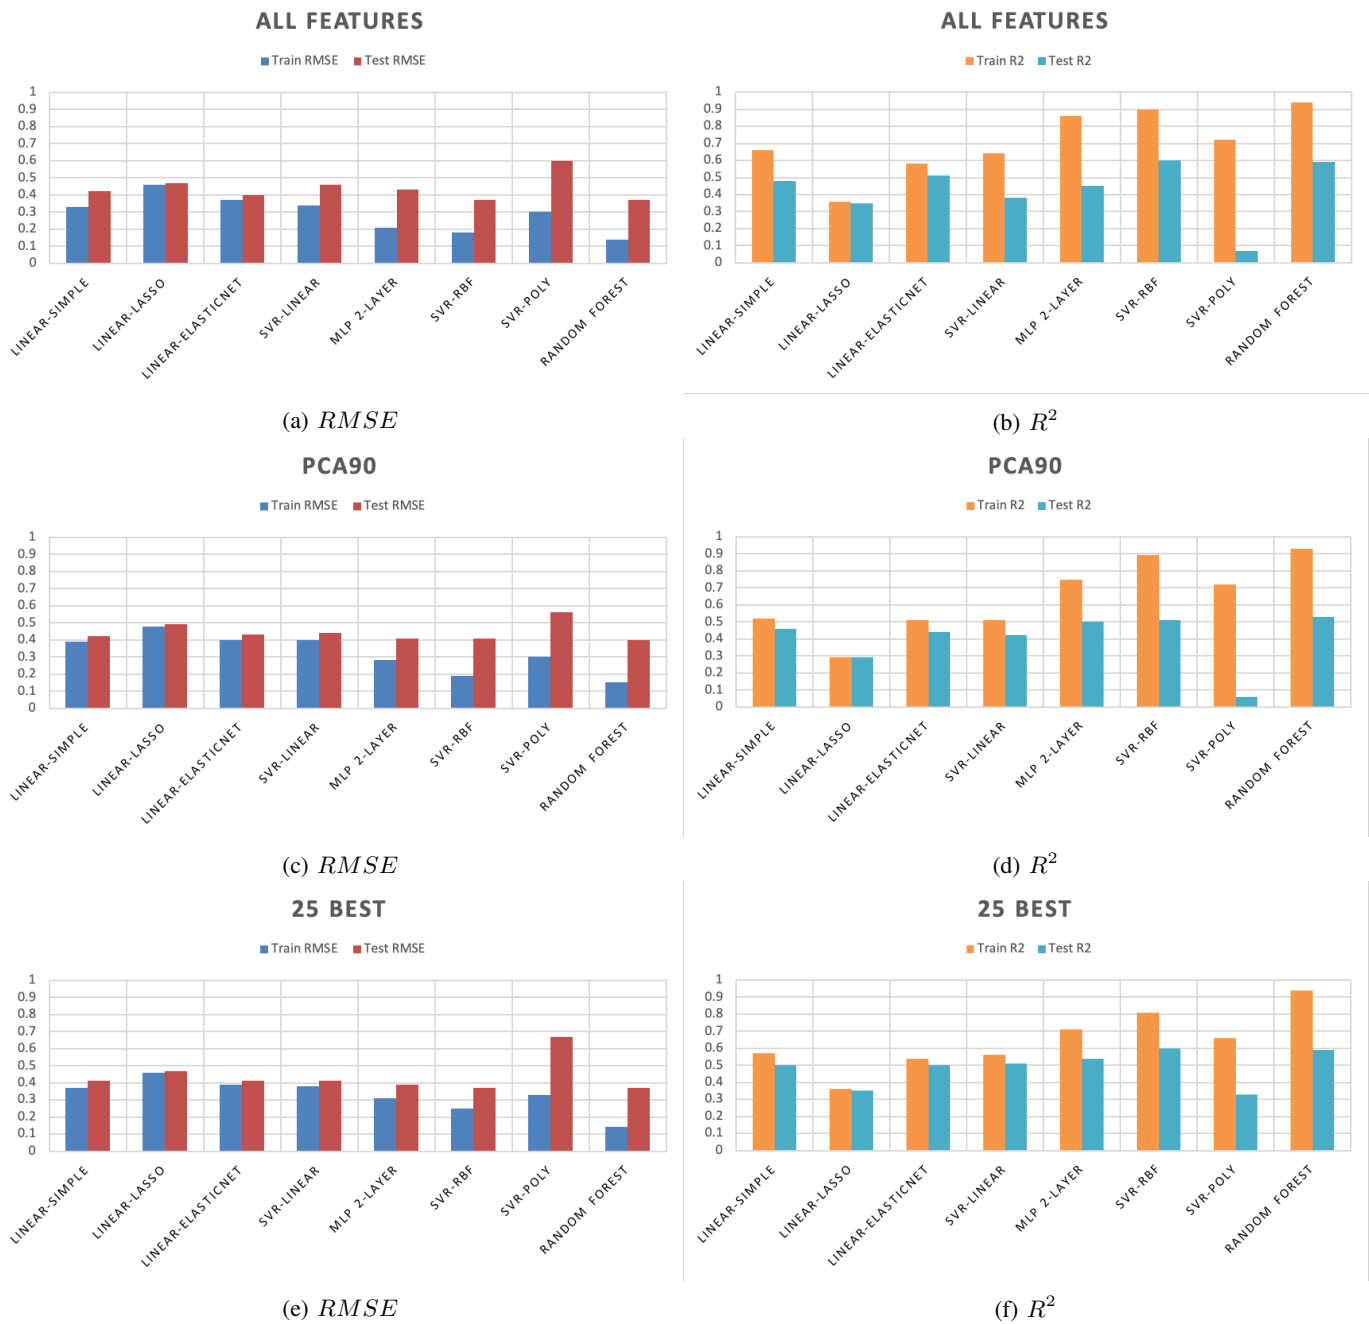 ALL FEATURES
Train RMSE Test RMSE
1
0.9
0.8
0.7
0.6
0.5
0.4
0.3
0.2
0.1
0
LINEAR-SIMPLE
LINEAR-LASSO
LINEAR-ELASTICNET
SVR-LINEAR
MLP 2-LAYER
SVR-RBF
SVR-POLY
RANDOM FOREST
(a) RMSE
ALL FEATURES
Train R2 Test R2
1
0.9
0.8
0.7
0.6
0.5
0.4
0.3
0.2
0.1
0
LINEAR-SIMPLE
LINEAR-LASSO
LINEAR-ELASTICNET
SVR-LINEAR
MLP 2-LAYER
SVR-RBF
SVR-POLY
RANDOM FOREST
(b) R²
PCA90
Train RMSE Test RMSE
1
0.9
0.8
0.7
0.6
0.5
0.4
0.3
0.2
0.1
0
LINEAR-SIMPLE
LINEAR-LASSO
LINEAR-ELASTICNET
SVR-LINEAR
MLP 2-LAYER
SVR-RBF
SVR-POLY
RANDOM FOREST
(c) RMSE
PCA90
Train R2 Test R2
1
0.9
0.8
0.7
0.6
0.5
0.4
0.3
0.2
0.1
0
LINEAR-SIMPLE
LINEAR-LASSO
LINEAR-ELASTICNET
SVR-LINEAR
MLP 2-LAYER
SVR-RBF
SVR-POLY
RANDOM FOREST
(d) R²
25 BEST
Train RMSE Test RMSE
1
0.9
0.8
0.7
0.6
0.5
0.4
0.3
0.2
0.1
0
LINEAR-SIMPLE
LINEAR-LASSO
LINEAR-ELASTICNET
SVR-LINEAR
MLP 2-LAYER
SVR-RBF
SVR-POLY
RANDOM FOREST
(e) RMSE
25 BEST
Train R2 Test R2
1
0.9
0.8
0.7
0.6
0.5
0.4
0.3
0.2
0.1
0
LINEAR-SIMPLE
LINEAR-LASSO
LINEAR-ELASTICNET
SVR-LINEAR
MLP 2-LAYER
SVR-RBF
SVR-POLY
RANDOM FOREST
(f) R²